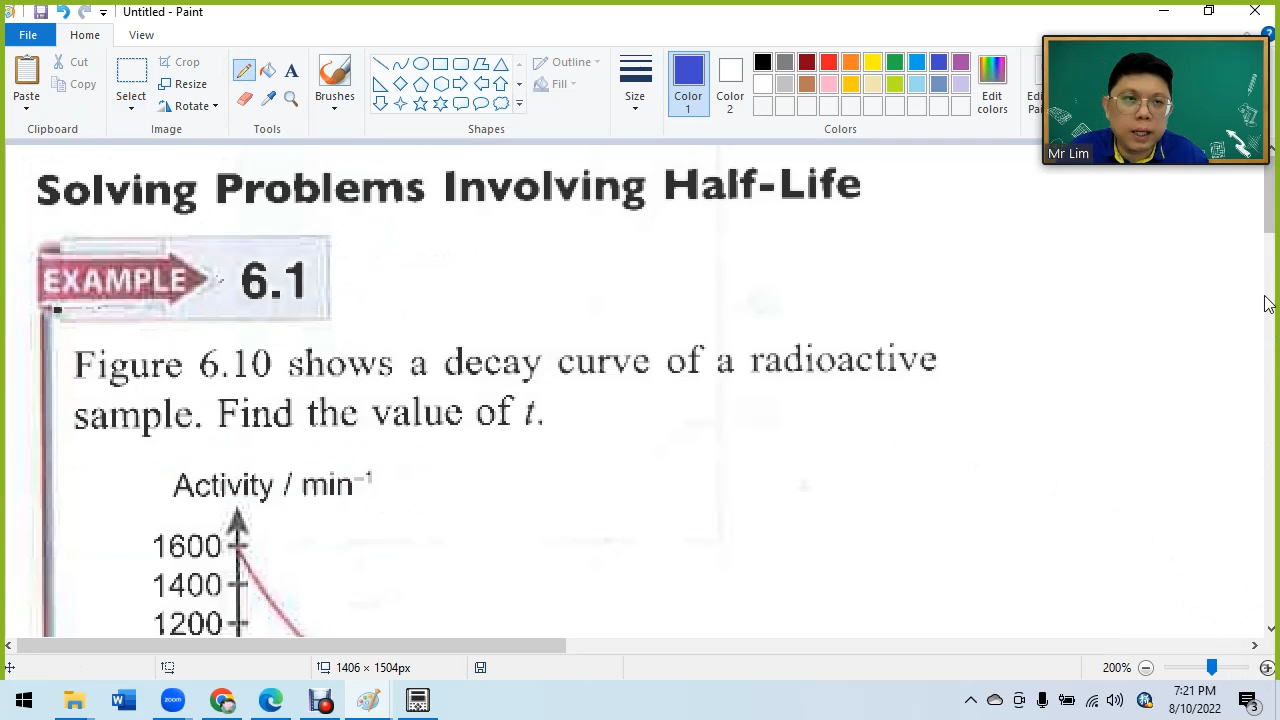 Untitled - Paint
File
Home
View
Paste
Cut
Copy
Clipboard
Select
Crop
Resize
Rotate
Image
A
Tools
Brushes
Shapes
Outline
Fill
Size
Color 1
Color 2
Edit colors
Colors
Mr Lim
Solving Problems Involving Half-Life
EXAMPLE 6.1
Figure 6.10 shows a decay curve of a radioactive
sample. Find the value of t.
Activity / min⁻¹
1600
1400
1200
1406 × 1504px
200%
zoom
7:21 PM
8/10/2022
3